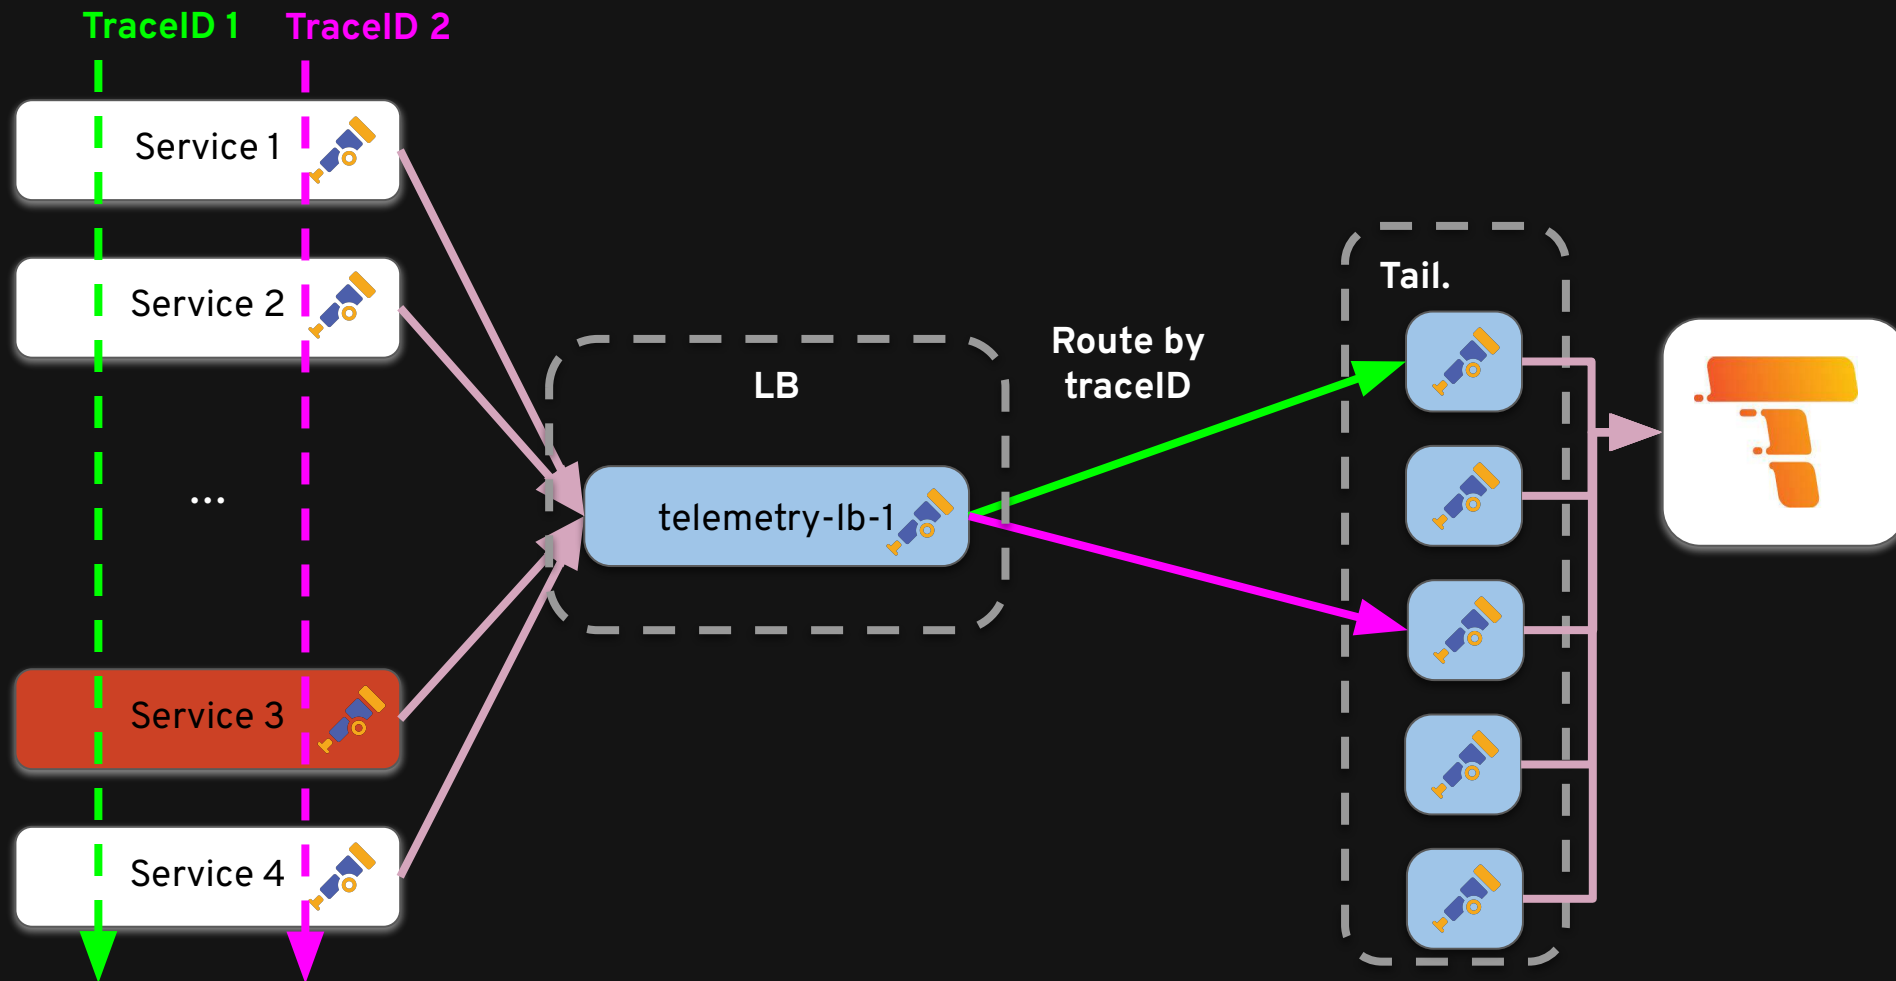 TraceID 1
TraceID 2
Service 1
Service 2
...
Service 3
Service 4
LB
telemetry-lb-1
Route by
traceID
Tail.